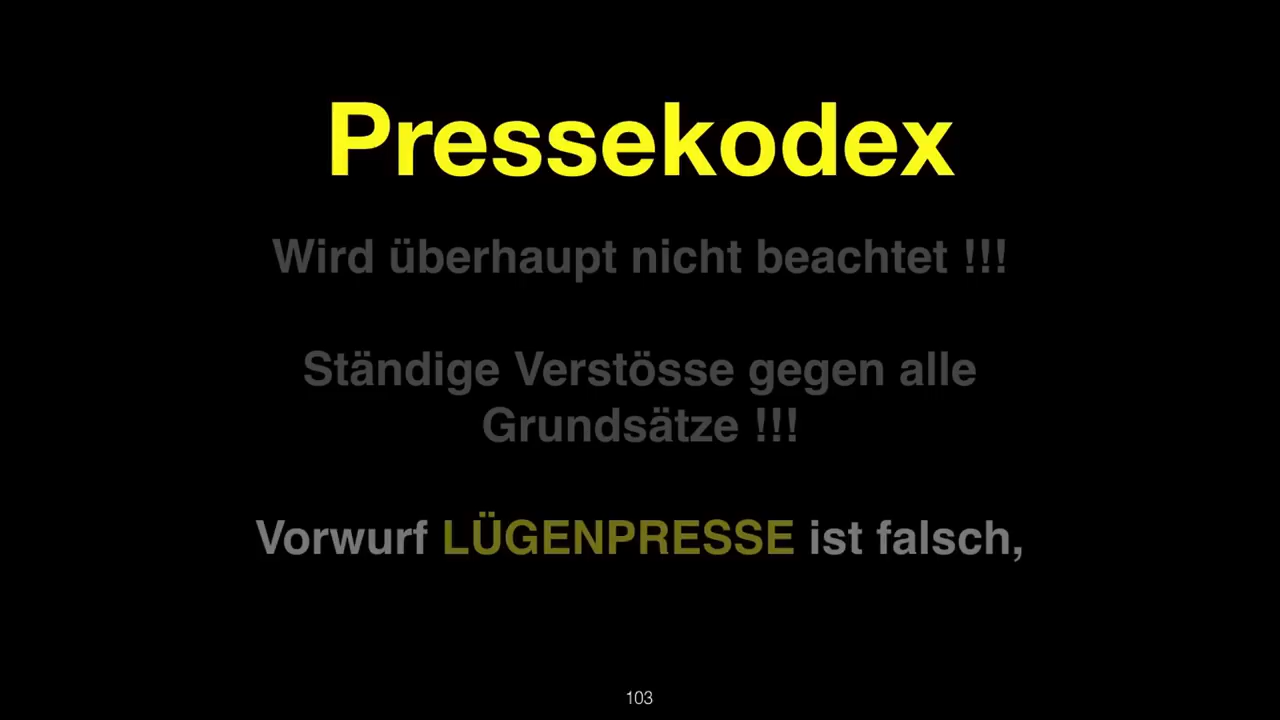 Pressekodex
Wird überhaupt nicht beachtet !!!
Ständige Verstösse gegen alle
Grundsätze !!!
Vorwurf LÜGENPRESSE ist falsch,
103